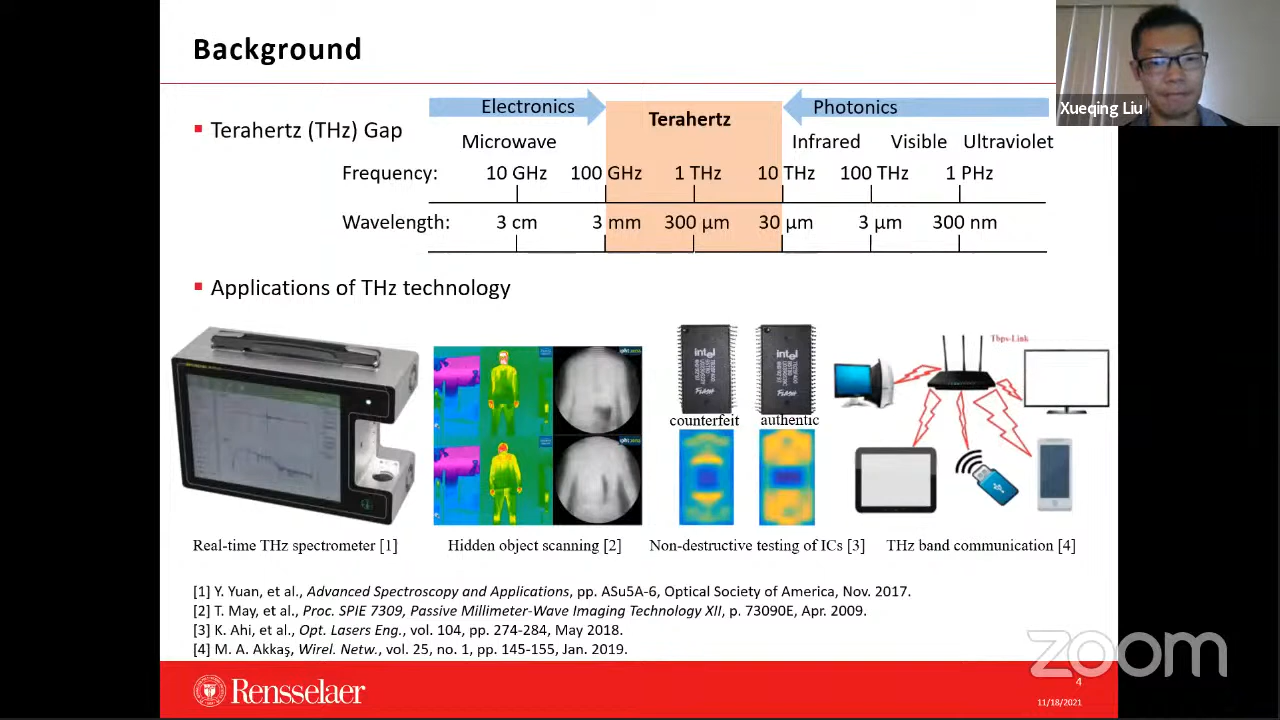 Background
Xueqing Liu
Electronics
Photonics
Terahertz
▪ Terahertz (THz) Gap
Microwave
Infrared Visible Ultraviolet
Frequency: 10 GHz 100 GHz 1 THz 10 THz 100 THz 1 PHz
Wavelength: 3 cm 3 mm 300 µm 30 µm 3 µm 300 nm
▪ Applications of THz technology
Tbps-Link
intel intel
FLASH FLASH
counterfeit authentic
Real-time THz spectrometer [1] Hidden object scanning [2] Non-destructive testing of ICs [3] THz band communication [4]
[1] Y. Yuan, et al., Advanced Spectroscopy and Applications, pp. ASu5A-6, Optical Society of America, Nov. 2017.
[2] T. May, et al., Proc. SPIE 7309, Passive Millimeter-Wave Imaging Technology XII, p. 73090E, Apr. 2009.
[3] K. Ahi, et al., Opt. Lasers Eng., vol. 104, pp. 274-284, May 2018.
[4] M. A. Akkaş, Wirel. Netw., vol. 25, no. 1, pp. 145-155, Jan. 2019.
zoom
Rensselaer
4
11/18/2021